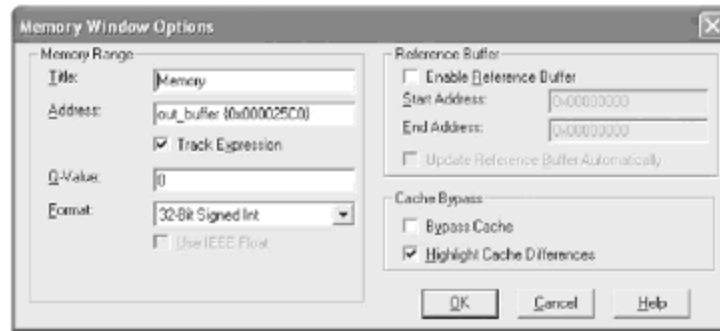 Memory Window Options
Memory Range
Title: Memory
Address: out_buffer {0x000025C0}
Track Expression
Q-Value: 0
Format: 32-Bit Signed Int
Use IEEE Float
Reference Buffer
Enable Reference Buffer
Start Address: 0x00000000
End Address: 0x00000000
Update Reference Buffer Automatically
Cache Bypass
Bypass Cache
Highlight Cache Differences
OK Cancel Help